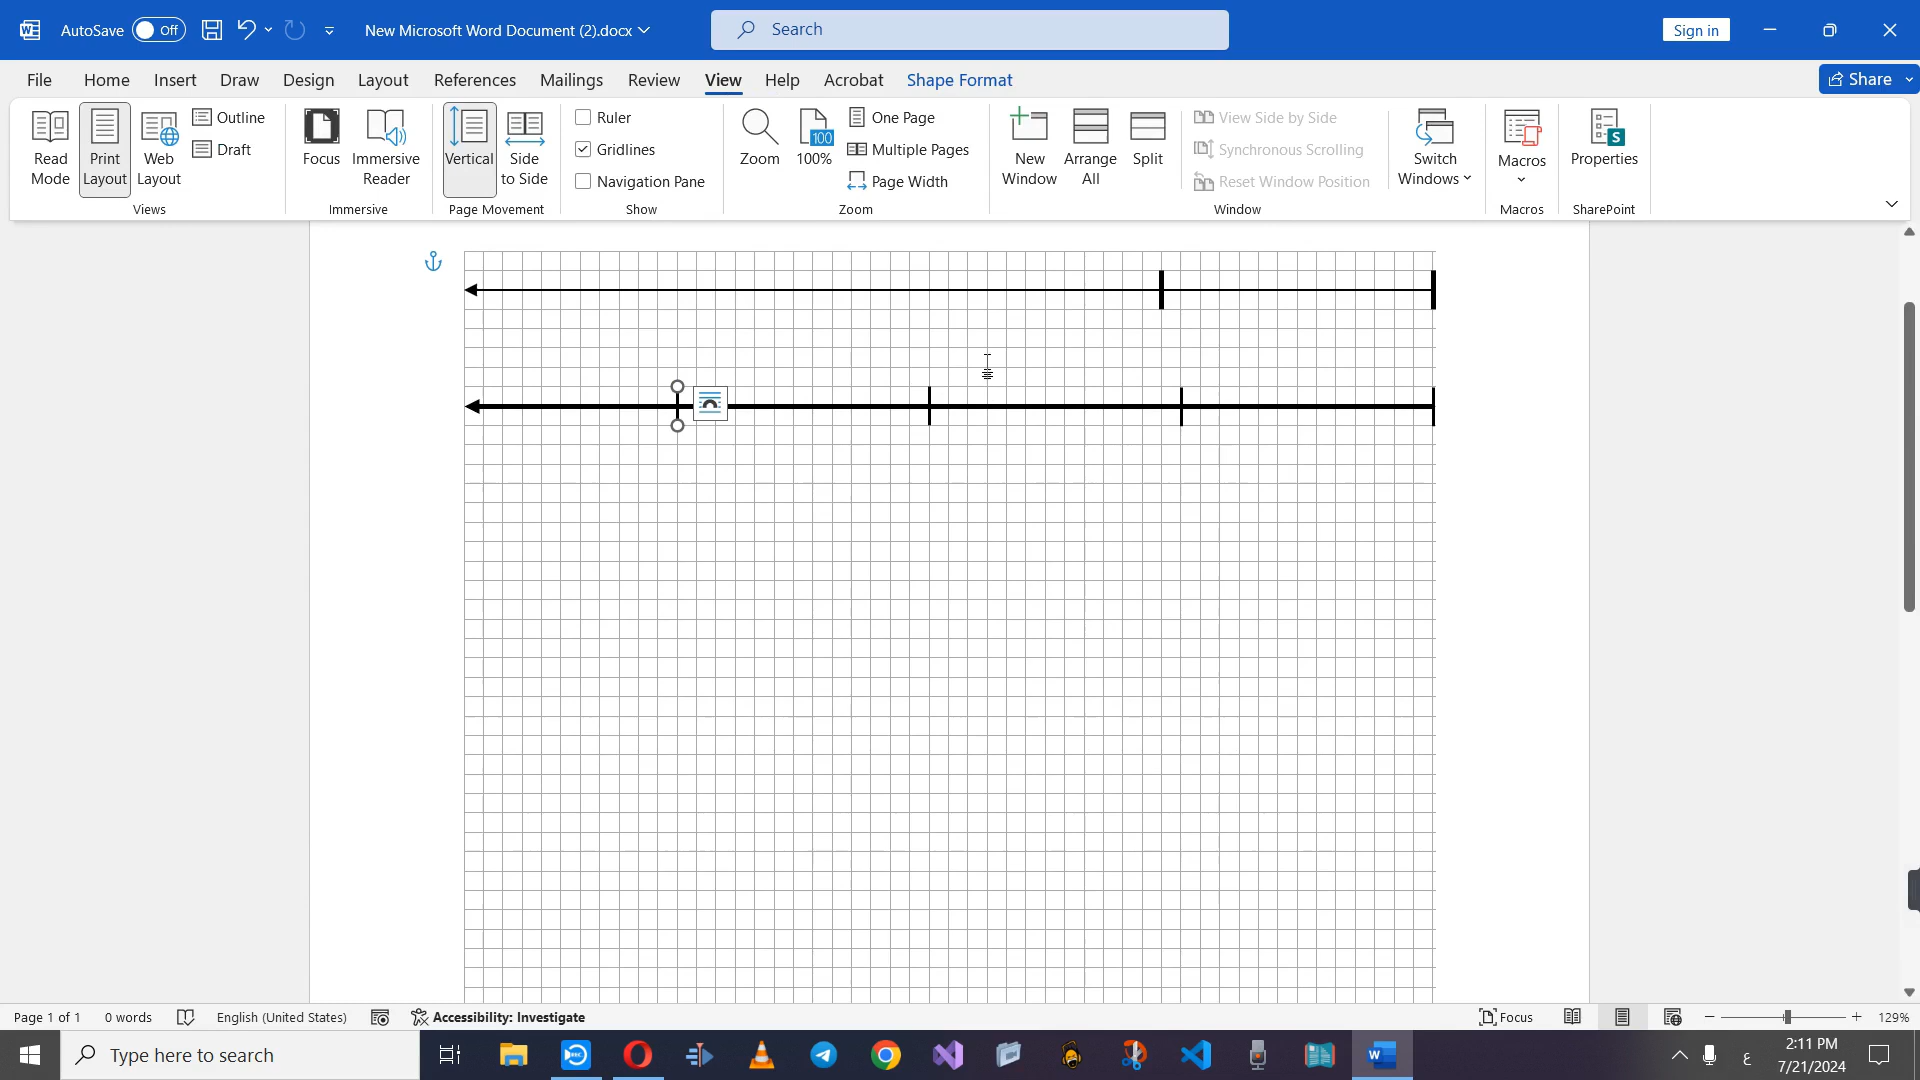 AutoSave Off New Microsoft Word Document (2).docx Search Sign in
File Home Insert Draw Design Layout References Mailings Review View Help Acrobat Shape Format Share
Read Mode
Print Layout
Web Layout
Outline
Draft
Views
Focus
Immersive Reader
Immersive
Vertical
Side to Side
Page Movement
Ruler
Gridlines
Navigation Pane
Show
Zoom
100
100%
One Page
Multiple Pages
Page Width
Zoom
New Window
Arrange All
Split
View Side by Side
Synchronous Scrolling
Reset Window Position
Switch Windows
Window
Macros
Macros
S
Properties
SharePoint
Page 1 of 1 0 words English (United States) Accessibility: Investigate Focus 129%
Type here to search
REC
W
ع
2:11 PM
7/21/2024